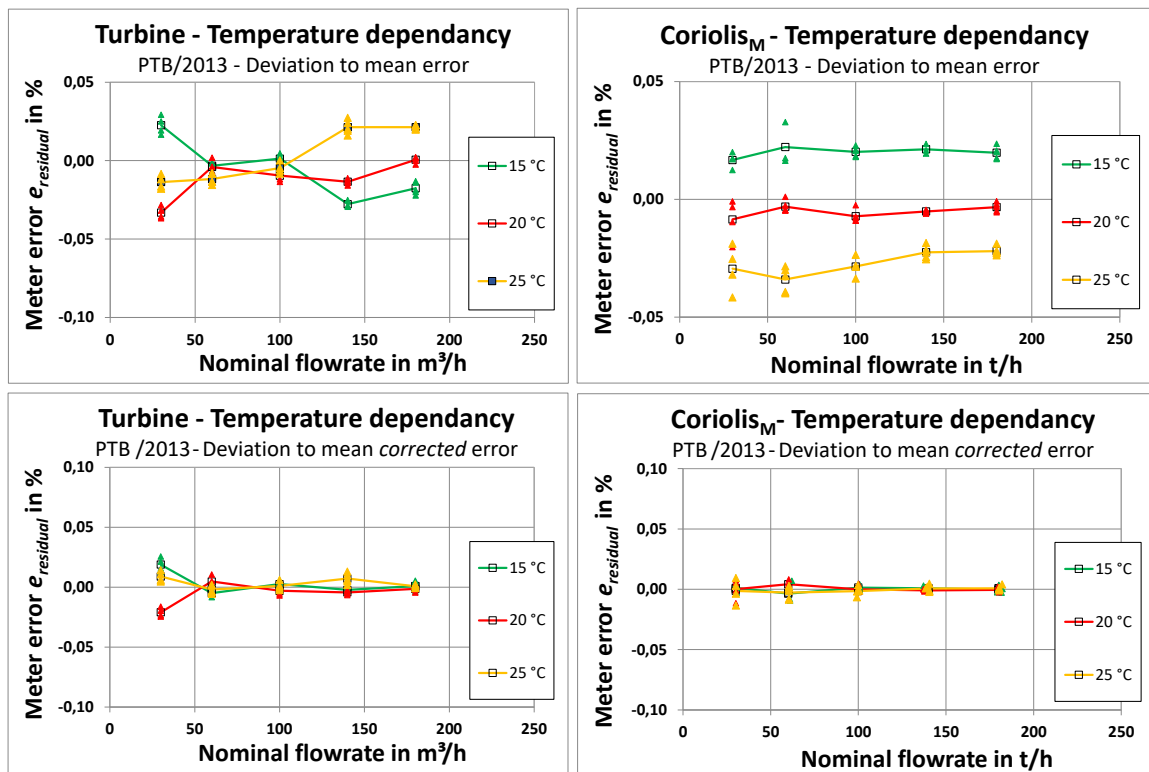 Turbine - Temperature dependancy
PTB/2013 - Deviation to mean error
Meter error e_residual in %
0,05
0,00
-0,05
-0,10
0 50 100 150 200 250
Nominal flowrate in m³/h
15 °C
20 °C
25 °C
Coriolis_M - Temperature dependancy
PTB/2013 - Deviation to mean error
Meter error e_residual in %
0,05
0,00
-0,05
0 50 100 150 200 250
Nominal flowrate in t/h
15 °C
20 °C
25 °C
Turbine - Temperature dependancy
PTB /2013 - Deviation to mean corrected error
Meter error e_residual in %
0,10
0,05
0,00
-0,05
-0,10
0 50 100 150 200 250
Nominal flowrate in m³/h
15 °C
20 °C
25 °C
Coriolis_M- Temperature dependancy
PTB /2013- Deviation to mean corrected error
Meter error e_residual in %
0,10
0,05
0,00
-0,05
-0,10
0 50 100 150 200 250
Nominal flowrate in t/h
15 °C
20 °C
25 °C